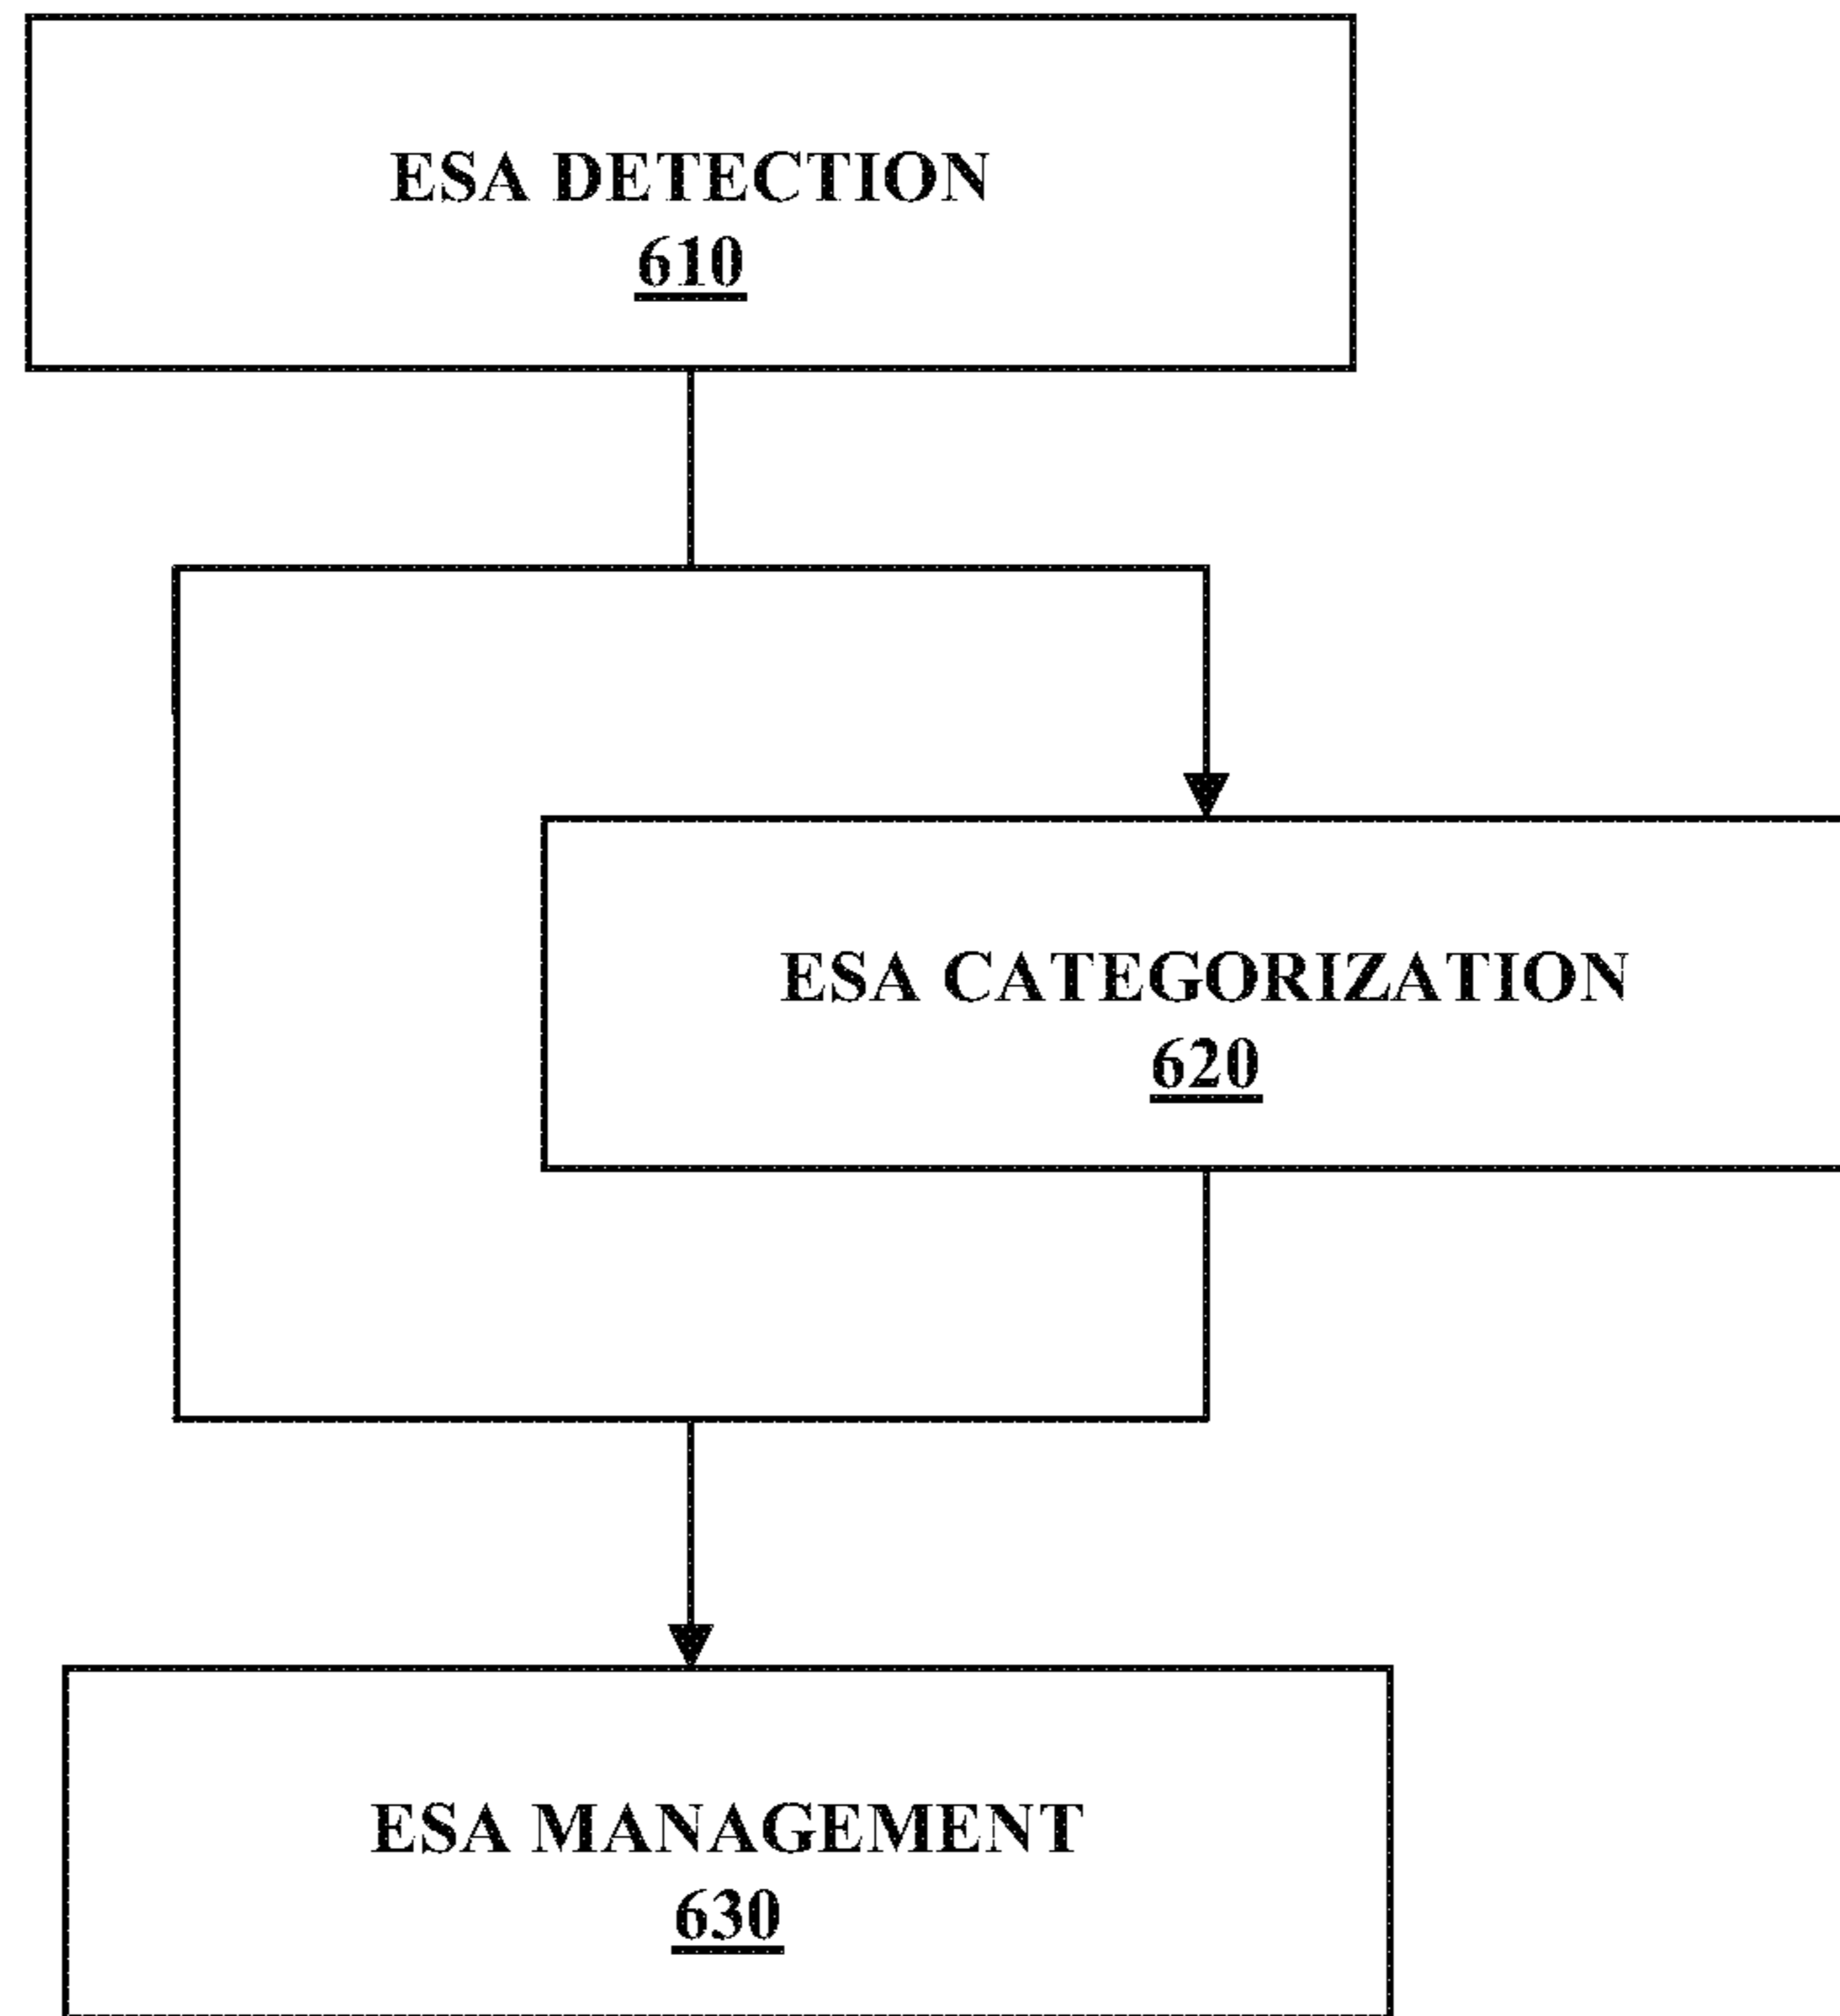 ESA DETECTION
610
ESA CATEGORIZATION
620
ESA MANAGEMENT
630